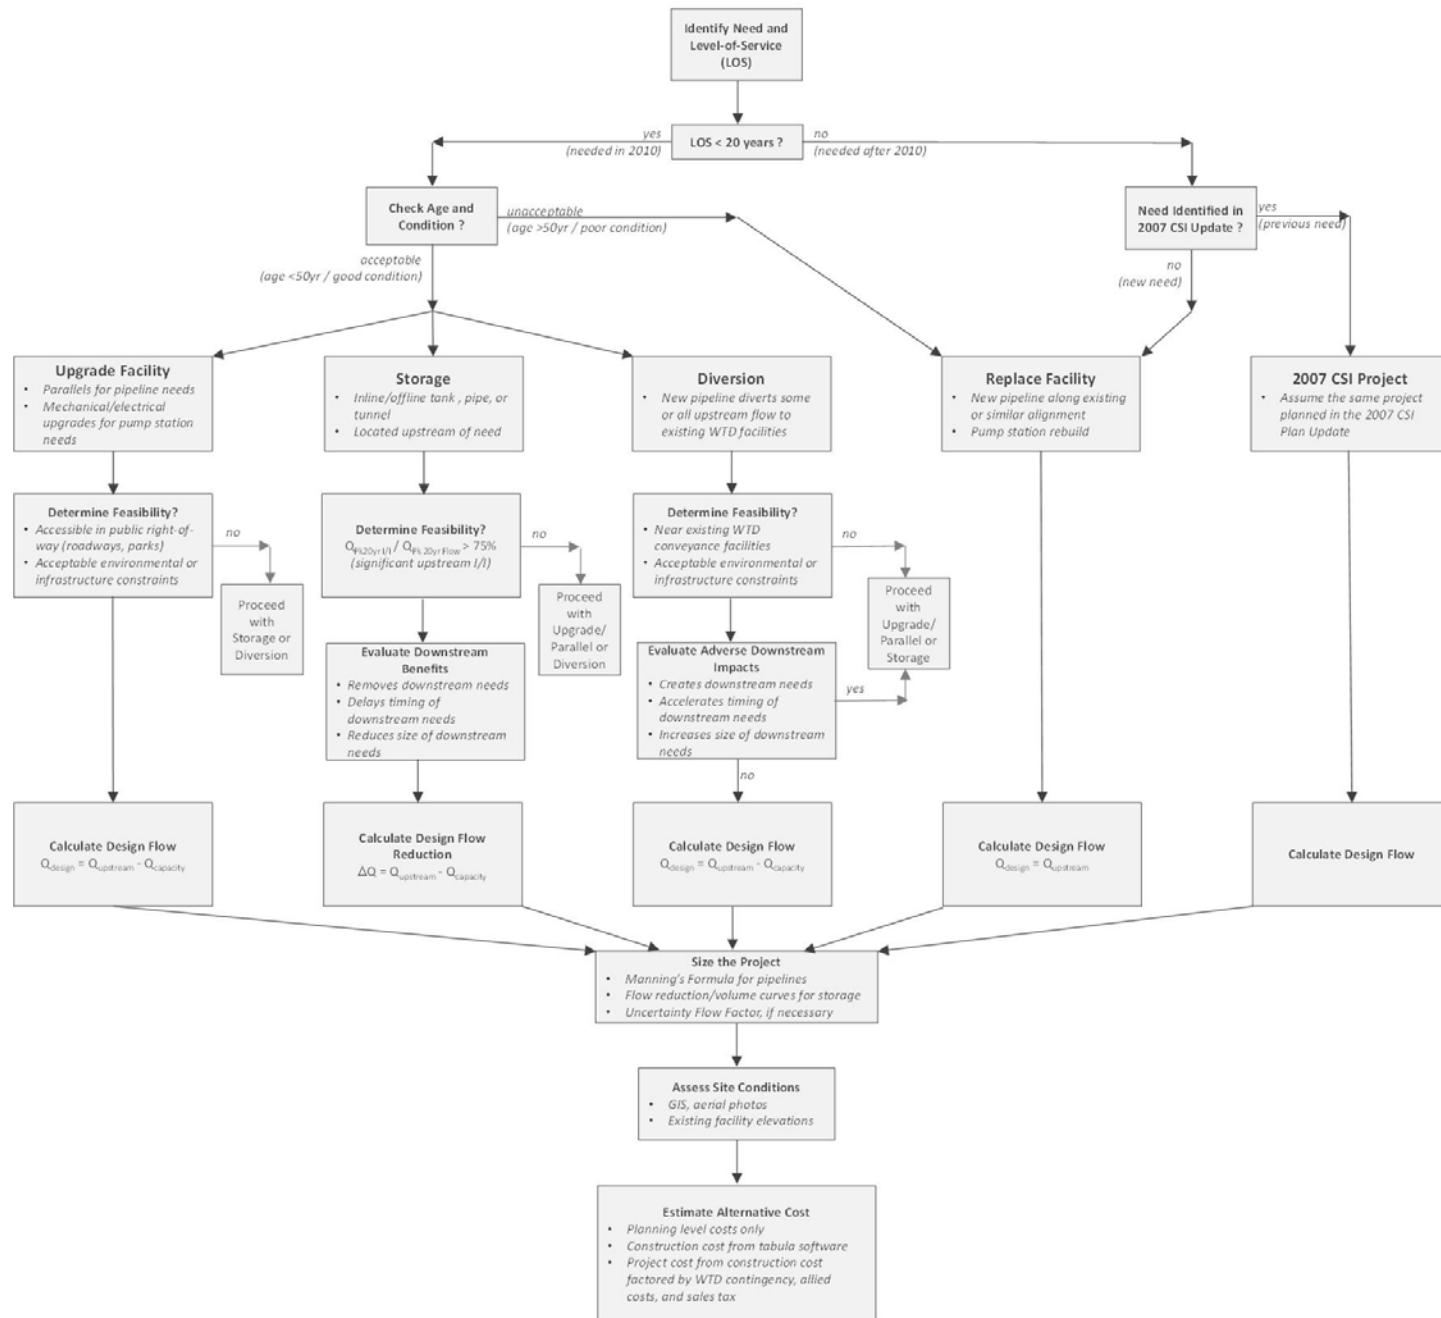 Identify Need and
Level-of-Service
(LOS)
yes
(needed in 2010)
LOS < 20 years ?
no
(needed after 2010)
Check Age and
Condition ?
unacceptable
(age >50yr / poor condition)
Need Identified in
2007 CSI Update ?
yes
(previous need)
acceptable
(age <50yr / good condition)
no
(new need)
Upgrade Facility
• Parallels for pipeline needs
• Mechanical/electrical
upgrades for pump station
needs
Storage
• Inline/offline tank , pipe, or
tunnel
• Located upstream of need
Diversion
• New pipeline diverts some
or all upstream flow to
existing WTD facilities
Replace Facility
• New pipeline along existing
or similar alignment
• Pump station rebuild
2007 CSI Project
• Assume the same project
planned in the 2007 CSI
Plan Update
Determine Feasibility?
• Accessible in public right-of-
way (roadways, parks)
• Acceptable environmental or
infrastructure constraints
no
Proceed
with
Storage or
Diversion
Determine Feasibility?
Q Pk 20yr I/I / Q Pk 20yr Flow > 75%
(significant upstream I/I)
no
Proceed
with
Upgrade/
Parallel or
Diversion
Determine Feasibility?
• Near existing WTD
conveyance facilities
• Acceptable environmental or
infrastructure constraints
no
Proceed
with
Upgrade/
Parallel or
Storage
Evaluate Downstream
Benefits
• Removes downstream needs
• Delays timing of
downstream needs
• Reduces size of downstream
needs
Evaluate Adverse Downstream
Impacts
• Creates downstream needs
• Accelerates timing of
downstream needs
• Increases size of downstream
needs
yes
no
Calculate Design Flow
Qdesign = Qupstream - Qcapacity
Calculate Design Flow
Reduction
ΔQ = Qupstream - Qcapacity
Calculate Design Flow
Qdesign = Qupstream - Qcapacity
Calculate Design Flow
Qdesign = Qupstream
Calculate Design Flow
Size the Project
• Manning's Formula for pipelines
• Flow reduction/volume curves for storage
• Uncertainty Flow Factor, if necessary
Assess Site Conditions
• GIS, aerial photos
• Existing facility elevations
Estimate Alternative Cost
• Planning level costs only
• Construction cost from tabula software
• Project cost from construction cost
factored by WTD contingency, allied
costs, and sales tax